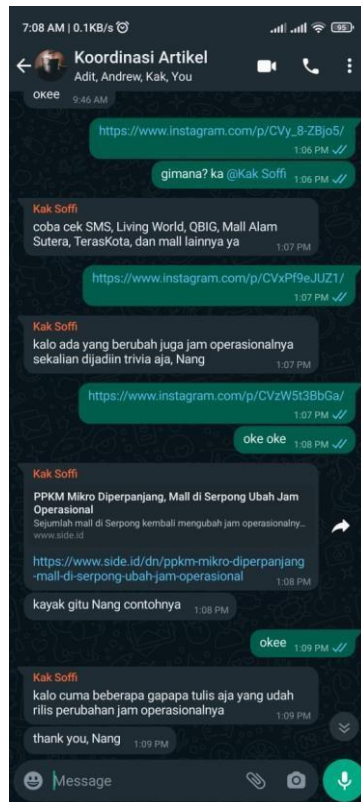 7:08 AM | 0.1KB/s
95
Koordinasi Artikel
Adit, Andrew, Kak, You
okee 9:46 AM
https://www.instagram.com/p/CVy_8-ZBjo5/
1:06 PM
gimana? ka @Kak Soffi 1:06 PM
Kak Soffi
coba cek SMS, Living World, QBIG, Mall Alam
Sutera, TerasKota, dan mall lainnya ya
1:07 PM
https://www.instagram.com/p/CVxPf9eJUZ1/
1:07 PM
Kak Soffi
kalo ada yang berubah juga jam operasionalnya
sekalian dijadiin trivia aja, Nang
1:07 PM
https://www.instagram.com/p/CVzW5t3BbGa/
1:07 PM
oke oke 1:08 PM
Kak Soffi
PPKM Mikro Diperpanjang, Mall di Serpong Ubah Jam
Operasional
Sejumlah mall di Serpong kembali mengubah jam operasionalny...
www.side.id
https://www.side.id/dn/ppkm-mikro-diperpanjang
-mall-di-serpong-ubah-jam-operasional 1:08 PM
kayak gitu Nang contohnya 1:08 PM
okee 1:09 PM
Kak Soffi
kalo cuma beberapa gapapa tulis aja yang udah
rilis perubahan jam operasionalnya
1:09 PM
thank you, Nang 1:09 PM
Message